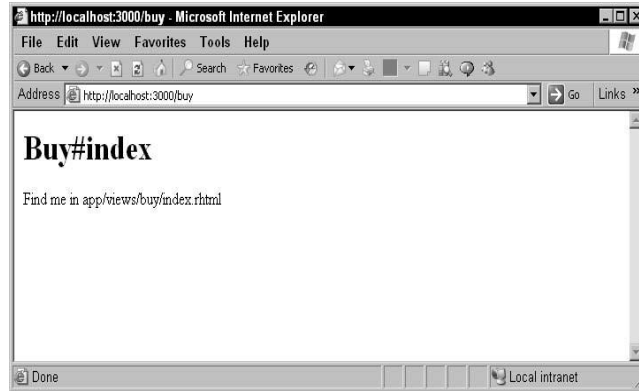 http://localhost:3000/buy - Microsoft Internet Explorer
File Edit View Favorites Tools Help
Back Search Favorites
Address http://localhost:3000/buy Go Links »
Buy#index
Find me in app/views/buy/index.rhtml
Done Local intranet